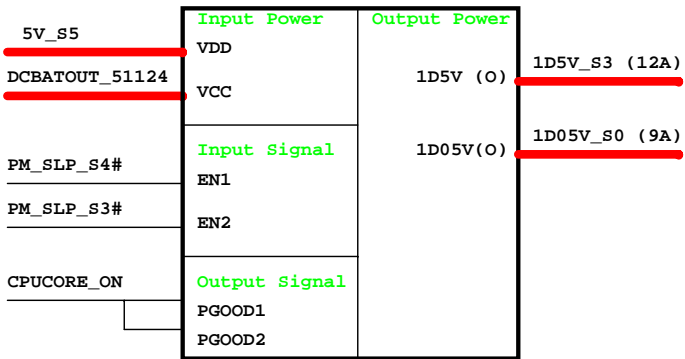 5V_S5
DCBATOUT_51124
PM_SLP_S4#
PM_SLP_S3#
CPUCORE_ON
Input Power
VDD
VCC
Input Signal
EN1
EN2
Output Signal
PGOOD1
PGOOD2
Output Power
1D5V (O)
1D05V(O)
1D5V_S3 (12A)
1D05V_S0 (9A)